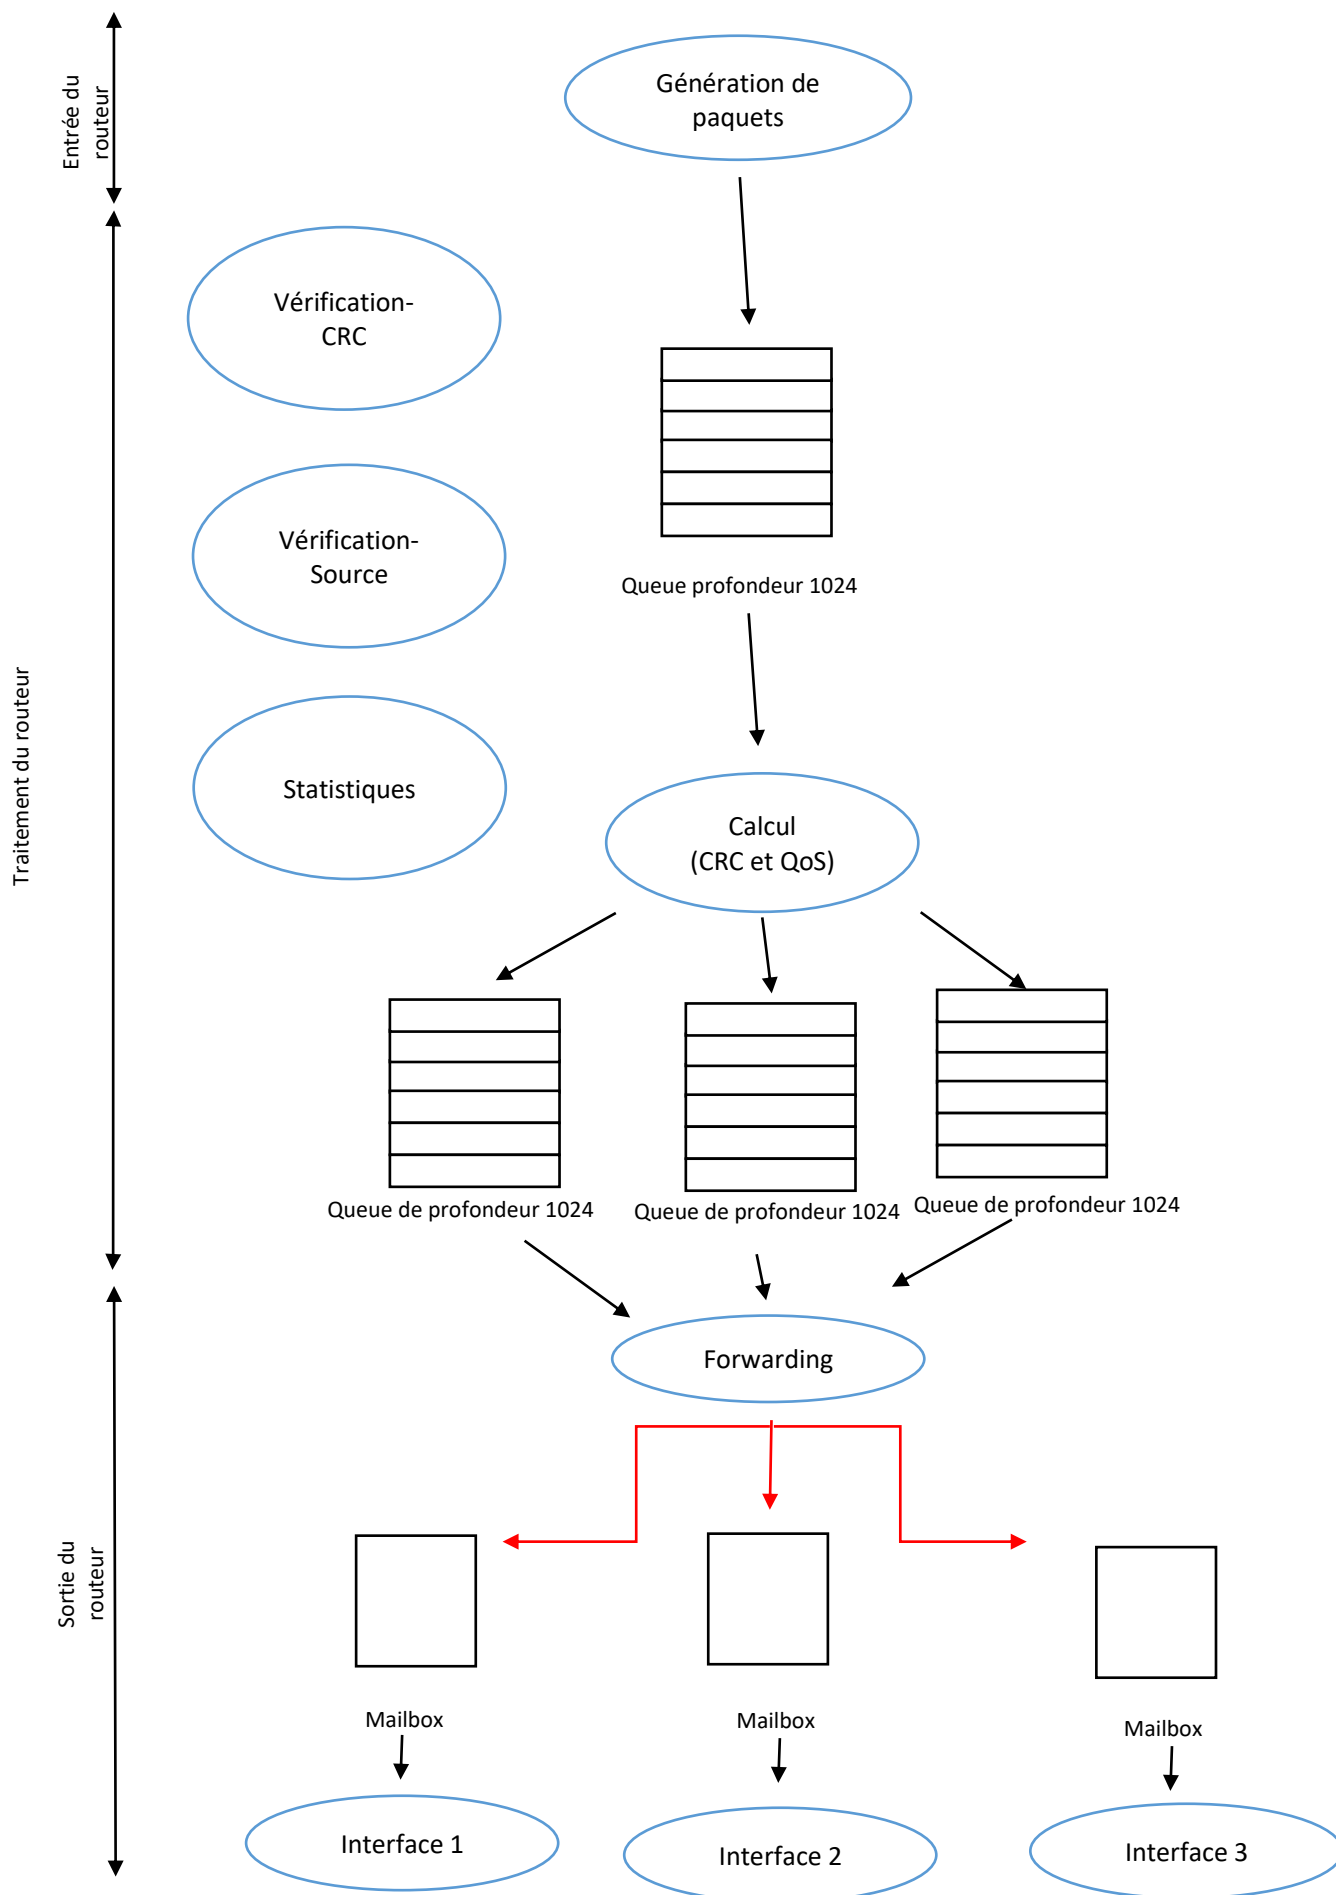 Entrée du
routeur
Génération de
paquets
Traitement du routeur
Vérification-
CRC
Vérification-
Source
Queue profondeur 1024
Statistiques
Calcul
(CRC et QoS)
Queue de profondeur 1024
Queue de profondeur 1024
Queue de profondeur 1024
Sortie du
routeur
Forwarding
Mailbox
Mailbox
Mailbox
Interface 1
Interface 2
Interface 3